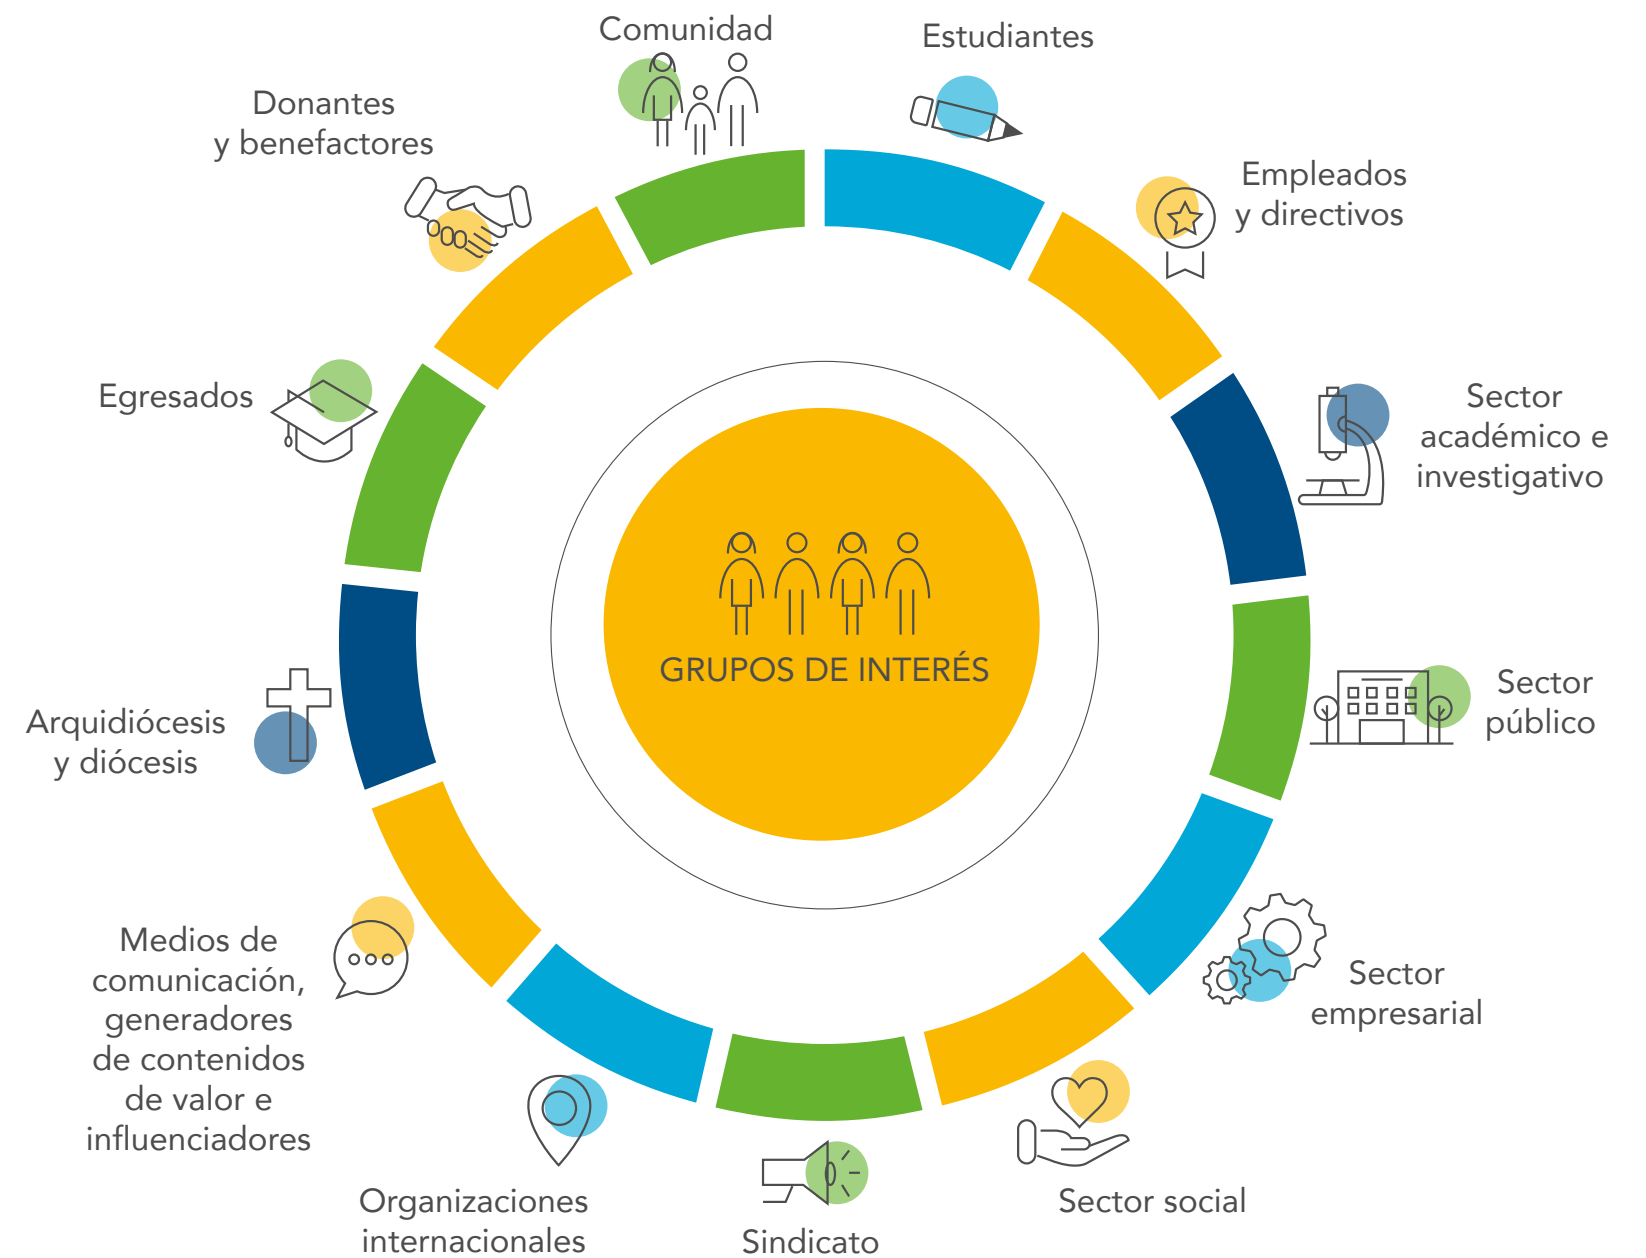 Comunidad
Estudiantes
Donantes
y benefactores
Empleados
y directivos
Egresados
Sector
académico e
investigativo
GRUPOS DE INTERÉS
Arquidiócesis
y diócesis
Sector
público
Medios de
comunicación,
generadores
de contenidos
de valor e
influenciadores
Sector
empresarial
Organizaciones
internacionales
Sindicato
Sector social